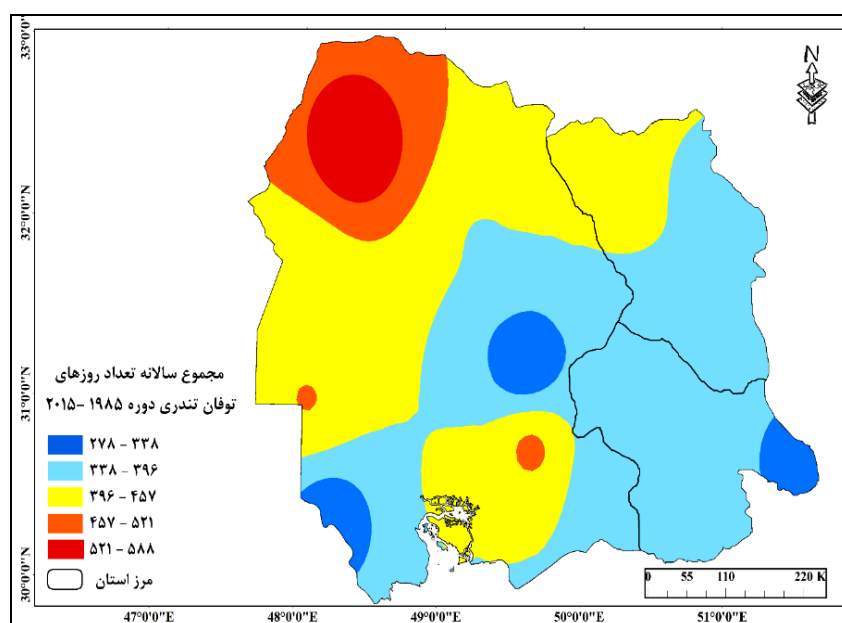 33°0'0"N
32°0'0"N
31°0'0"N
30°0'0"N
N
مجموع سالانه تعداد روزهای
توفان تندری دوره ۱۹۸۵ -۲۰۱۵
۲۷۸ - ۳۳۸
۳۳۸ - ۳۹۶
۳۹۶ - ۴۵۷
۴۵۷ - ۵۲۱
۵۲۱ - ۵۸۸
مرز استان
0 55 110 220 K
47°0'0"E 48°0'0"E 49°0'0"E 50°0'0"E 51°0'0"E